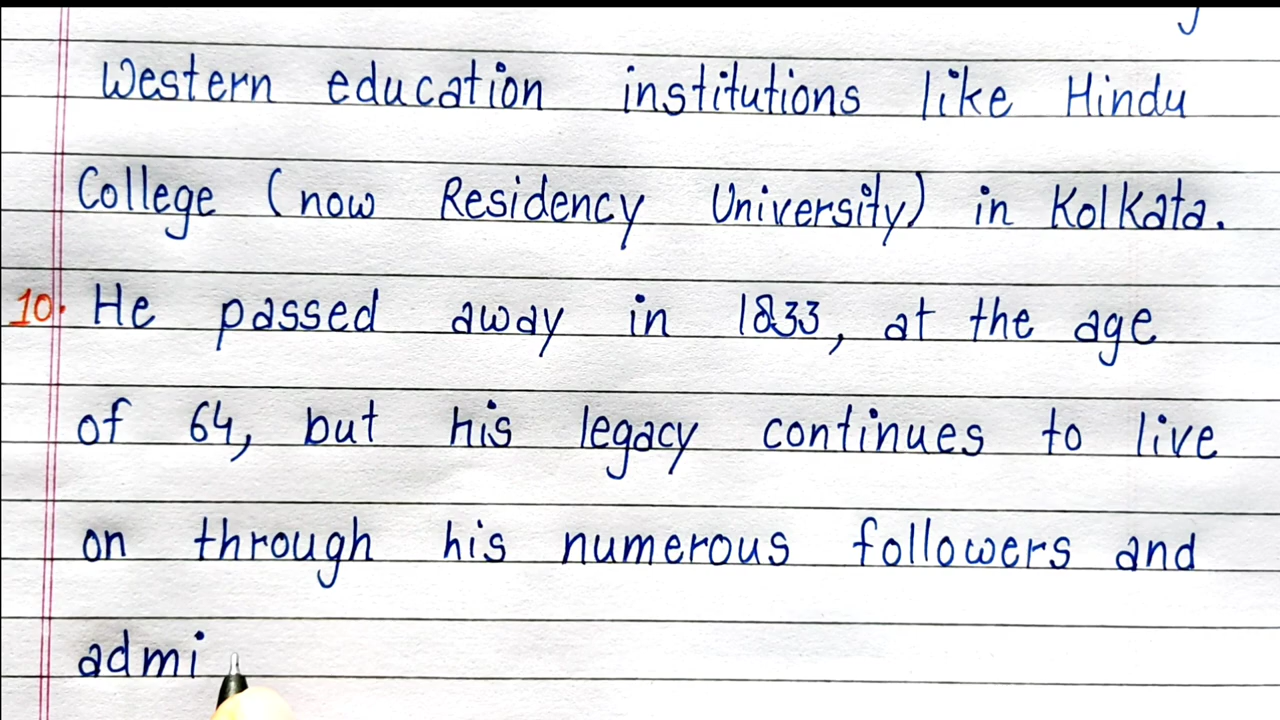 Western education institutions like Hindu
College (now Residency University) in Kolkata.
10. He passed away in 1833, at the age
of 64, but his legacy continues to live
on through his numerous followers and
admi